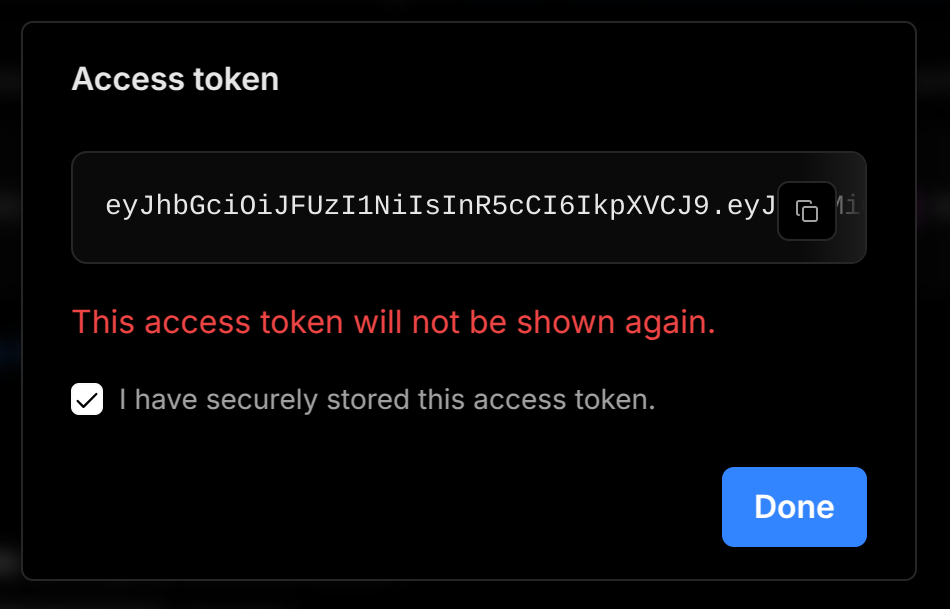 Access token
eyJhbGciOiJFUzI1NiIsInR5cCI6IkpXVCJ9.eyJ
This access token will not be shown again.
I have securely stored this access token.
Done